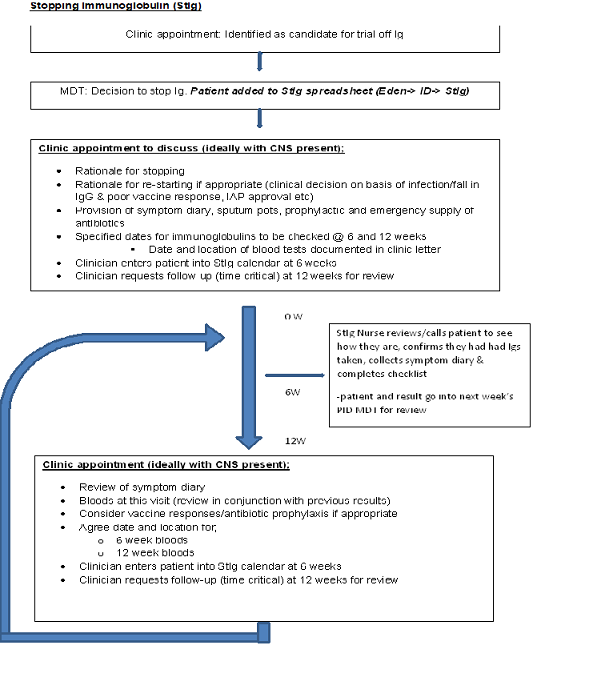 Stopping Immunoglobulin (StIg)
Clinic appointment: Identified as candidate for trial off Ig
MDT: Decision to stop Ig. Patient added to StIg spreadsheet (Eden-> ID-> StIg)
Clinic appointment to discuss (ideally with CNS present):
• Rationale for stopping
• Rationale for re-starting if appropriate (clinical decision on basis of infection/fall in
IgG & poor vaccine response, IAP approval etc)
• Provision of symptom diary, sputum pots, prophylactic and emergency supply of
antibiotics
• Specified dates for immunoglobulins to be checked @ 6 and 12 weeks
▪ Date and location of blood tests documented in clinic letter
• Clinician enters patient into StIg calendar at 6 weeks
• Clinician requests follow up (time critical) at 12 weeks for review
0W
StIg Nurse reviews/calls patient to see
how they are, confirms they had had Igs
taken, collects symptom diary &
completes checklist
-patient and result go into next week's
PID MDT for review
6W
12W
Clinic appointment (ideally with CNS present):
• Review of symptom diary
• Bloods at this visit (review in conjunction with previous results)
• Consider vaccine responses/antibiotic prophylaxis if appropriate
• Agree date and location for;
o 6 week bloods
o 12 week bloods
• Clinician enters patient into StIg calendar at 6 weeks
• Clinician requests follow-up (time critical) at 12 weeks for review